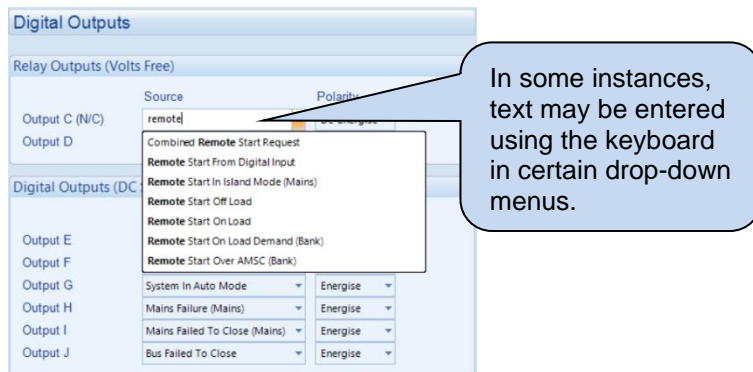 Digital Outputs
Relay Outputs (Volts Free)
Source Polarity
Output C (N/C) remote
Output D
Combined Remote Start Request
Remote Start From Digital Input
Remote Start In Island Mode (Mains)
Remote Start Off Load
Remote Start On Load
Remote Start On Load Demand (Bank)
Remote Start Over AMSC (Bank)
Digital Outputs (DC
Output E
Output F
Output G System In Auto Mode Energise
Output H Mains Failure (Mains) Energise
Output I Mains Failed To Close (Mains) Energise
Output J Bus Failed To Close Energise
In some instances,
text may be entered
using the keyboard
in certain drop-down
menus.